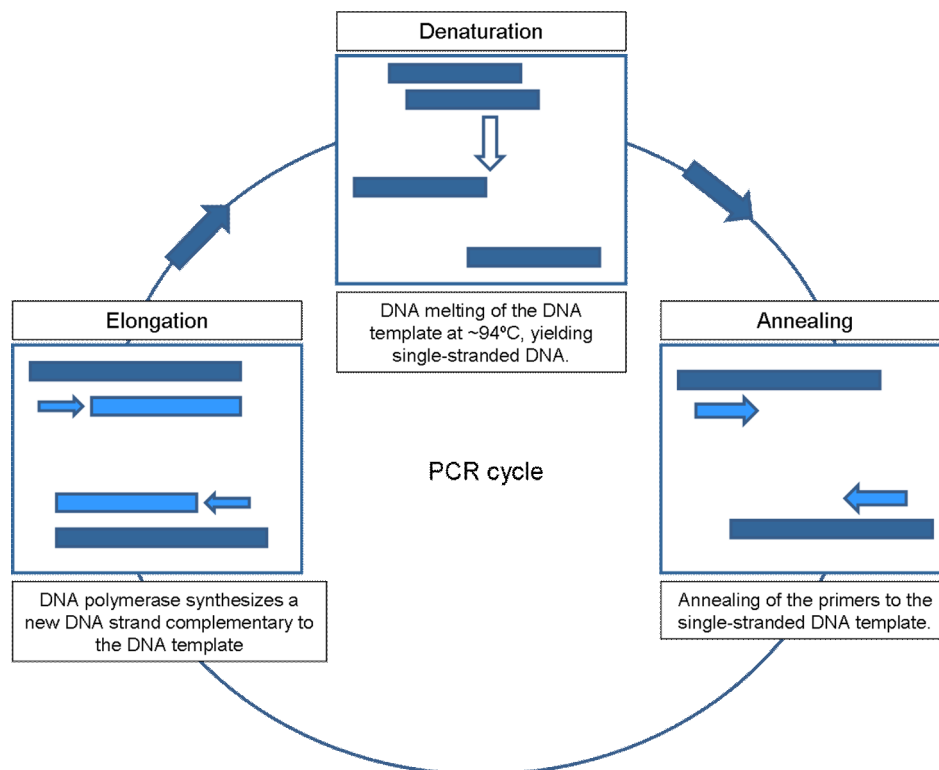 Denaturation
DNA melting of the DNA
template at ~94ºC, yielding
single-stranded DNA.
Elongation
Annealing
PCR cycle
DNA polymerase synthesizes a
new DNA strand complementary to
the DNA template
Annealing of the primers to the
single-stranded DNA template.